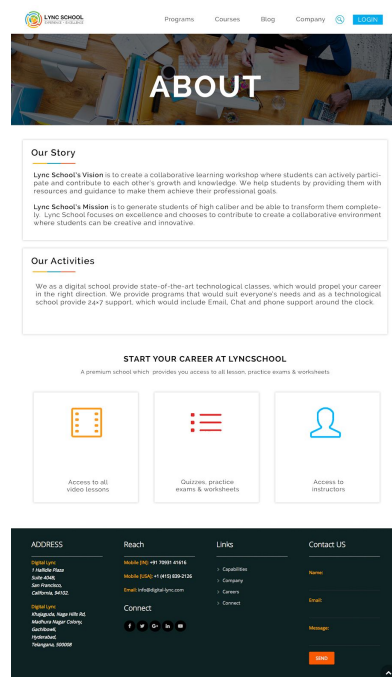 LYNC SCHOOL
EXPERIENCE · EXCELLENCE
Programs
Courses
Blog
Company
LOGIN
ABOUT
Our Story
Lync School's Vision is to create a collaborative learning workshop where students can actively partici-
pate and contribute to each other's growth and knowledge. We help students by providing them with
resources and guidance to make them achieve their professional goals.
Lync School's Mission is to generate students of high caliber and be able to transform them complete-
ly. Lync School focuses on excellence and chooses to contribute to create a collaborative environment
where students can be creative and innovative.
Our Activities
We as a digital school provide state-of-the-art technological classes, which would propel your career
in the right direction. We provide programs that would suit everyone's needs and as a technological
school provide 24×7 support, which would include Email, Chat and phone support around the clock.
START YOUR CAREER AT LYNCSCHOOL
A premium school which provides you access to all lesson, practice exams & worksheets
Access to all
video lessons
Quizzes, practice
exams & worksheets
Access to
instructors
ADDRESS
Digital Lync
1 Hallidie Plaza
Suite 404B,
San Francisco,
California, 94102.
Digital Lync
Khajaguda, Naga Hills Rd,
Madhura Nagar Colony,
Gachibowli,
Hyderabad,
Telangana, 500008
Reach
Mobile [IN]: +91 70931 41616
Mobile [USA]: +1 (415) 839-2126
Email: info@digital-lync.com
Connect
Links
> Capabilities
> Company
> Careers
> Connect
Contact US
Name:
Email:
Message:
SEND